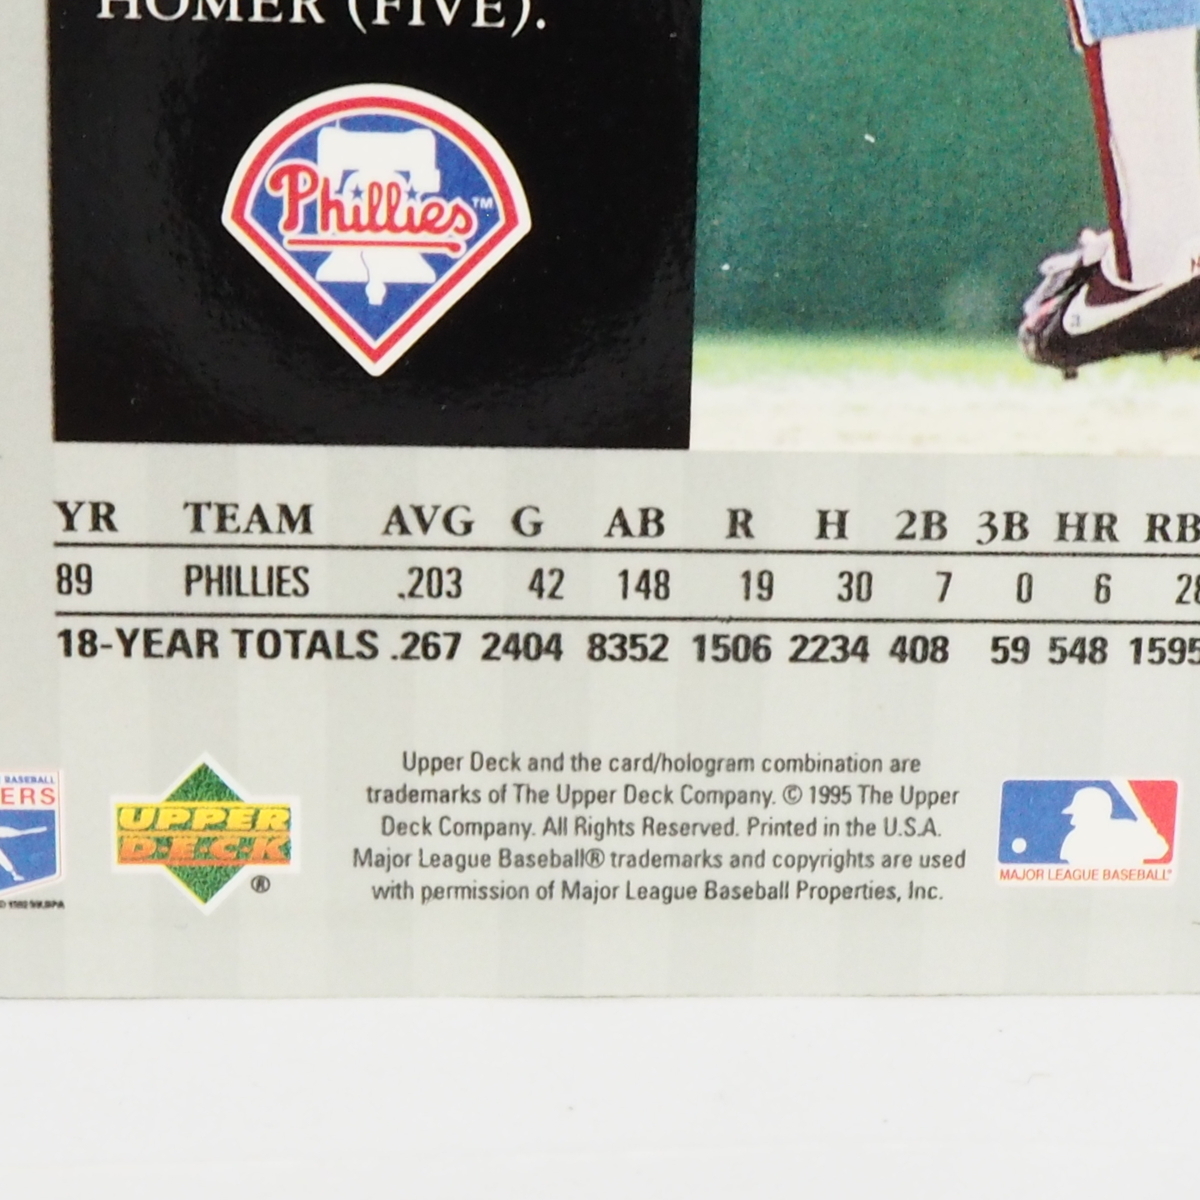 HOMER (FIVE).
Phillies™
YR TEAM AVG G AB R H 2B 3B HR RB
89 PHILLIES .203 42 148 19 30 7 0 6 28
18-YEAR TOTALS .267 2404 8352 1506 2234 408 59 548 1595
BASEBALL
ERS
UPPER
D·E·C·K
®
Upper Deck and the card/hologram combination are
trademarks of The Upper Deck Company. © 1995 The Upper
Deck Company. All Rights Reserved. Printed in the U.S.A.
Major League Baseball® trademarks and copyrights are used
with permission of Major League Baseball Properties, Inc.
MAJOR LEAGUE BASEBALL®